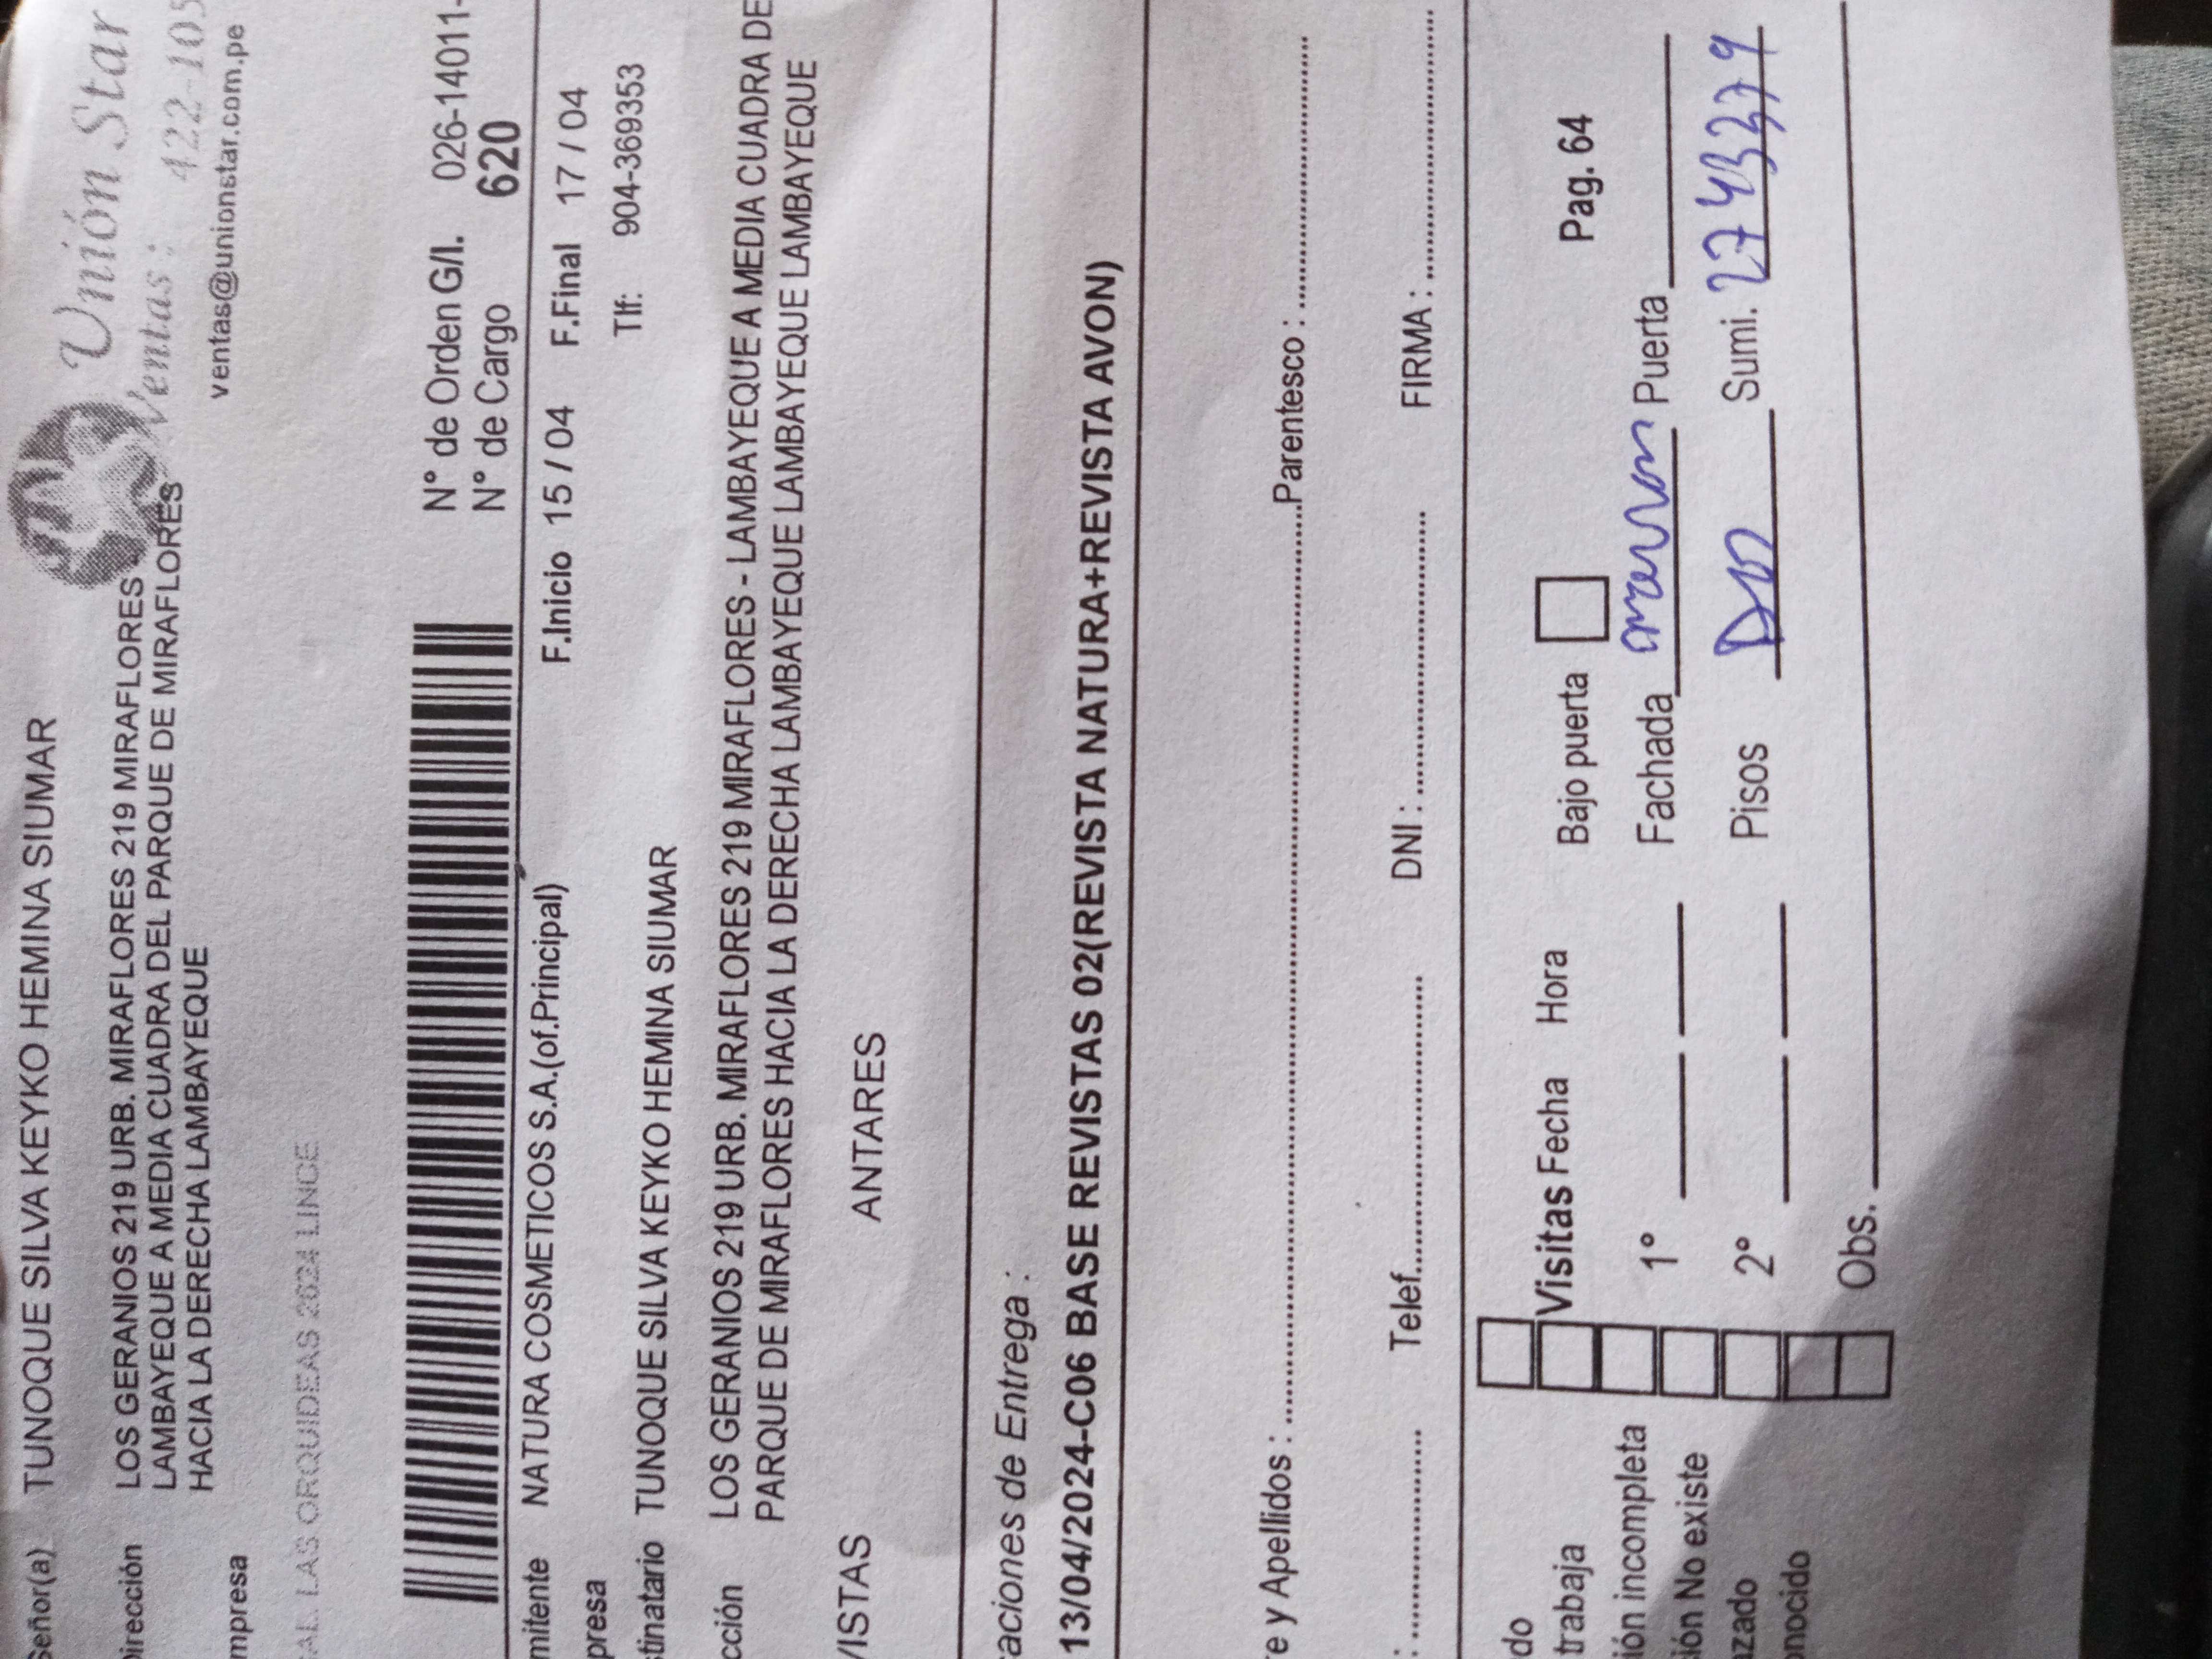 Señor(a) TUNOQUE SILVA KEYKO HEMINA SIUMAR
Unión Star
Ventas: 422-105
ventas@unionstar.com.pe
irección LOS GERANIOS 219 URB. MIRAFLORES 219 MIRAFLORES
LAMBAYEQUE A MEDIA CUADRA DEL PARQUE DE MIRAFLORES
HACIA LA DERECHA LAMBAYEQUE
mpresa
AL LAS ORQUIDEAS 2624 LINCE
N° de Orden G/I. 026-14011-
N° de Cargo 620
mitente NATURA COSMETICOS S.A.(of.Principal) F.Inicio 15 / 04 F.Final 17 / 04
presa Tlf: 904-369353
stinatario TUNOQUE SILVA KEYKO HEMINA SIUMAR
cción LOS GERANIOS 219 URB. MIRAFLORES 219 MIRAFLORES - LAMBAYEQUE A MEDIA CUADRA DE
PARQUE DE MIRAFLORES HACIA LA DERECHA LAMBAYEQUE LAMBAYEQUE LAMBAYEQUE
VISTAS ANTARES
aciones de Entrega :
13/04/2024-C06 BASE REVISTAS 02(REVISTA NATURA+REVISTA AVON)
e y Apellidos : Parentesco :
: Telef. DNI : FIRMA :
do
trabaja Visitas Fecha Hora Bajo puerta Pag. 64
ión incompleta 1° Fachada Puerta
ión No existe
azado 2° Pisos Sumi. 2743379
onocido
Obs.